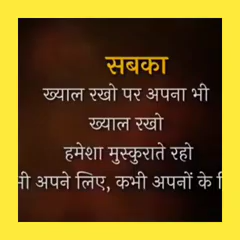 सबका
ख्याल रखो पर अपना भी
ख्याल रखो
हमेशा मुस्कुराते रहो
अपने लिए, कभी अपनों के